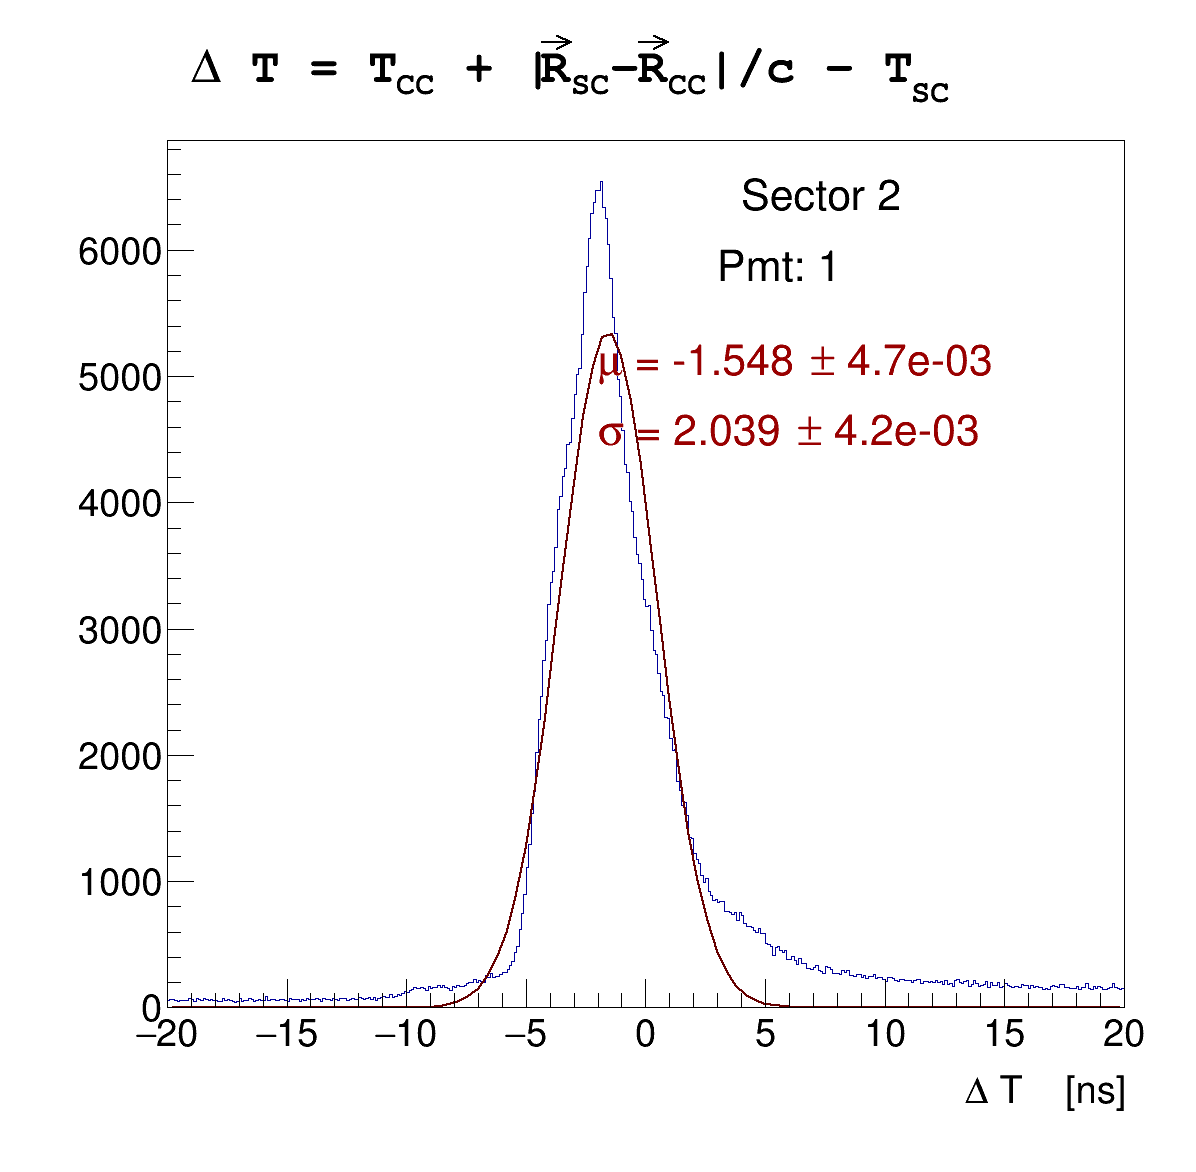 Δ T = T_CC + |R⃗_SC−R⃗_CC|/c − T_SC
Sector 2
Pmt: 1
μ = -1.548 ± 4.7e-03
σ = 2.039 ± 4.2e-03
6000
5000
4000
3000
2000
1000
0
−20 −15 −10 −5 0 5 10 15 20
Δ T [ns]